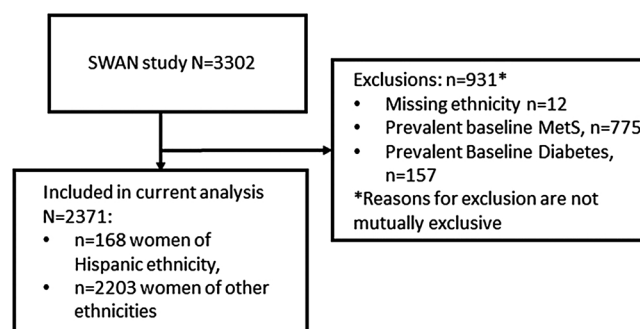 SWAN study N=3302
Exclusions: n=931*
• Missing ethnicity n=12
• Prevalent baseline MetS, n=775
• Prevalent Baseline Diabetes,
n=157
*Reasons for exclusion are not
mutually exclusive
Included in current analysis
N=2371:
• n=168 women of
Hispanic ethnicity,
• n=2203 women of other
ethnicities